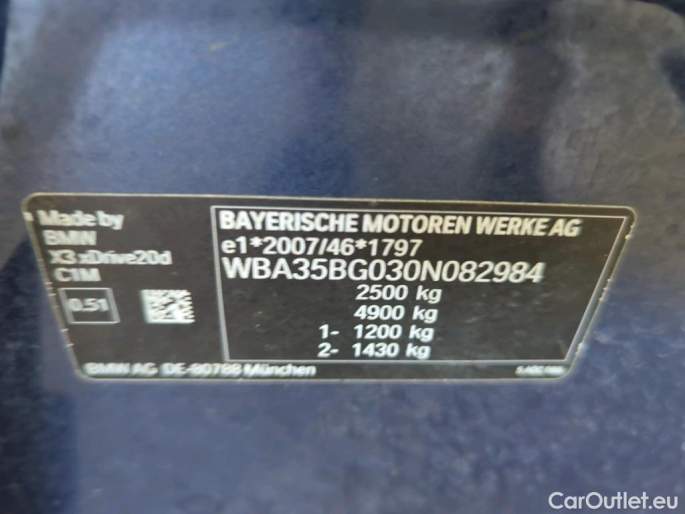 Made by
BMW
X3 xDrive20d
C1M
0.51
BAYERISCHE MOTOREN WERKE AG
e1*2007/46*1797
WBA35BG030N082984
2500 kg
4900 kg
1- 1200 kg
2- 1430 kg
BMW AG DE-80788 München
CarOutlet.eu